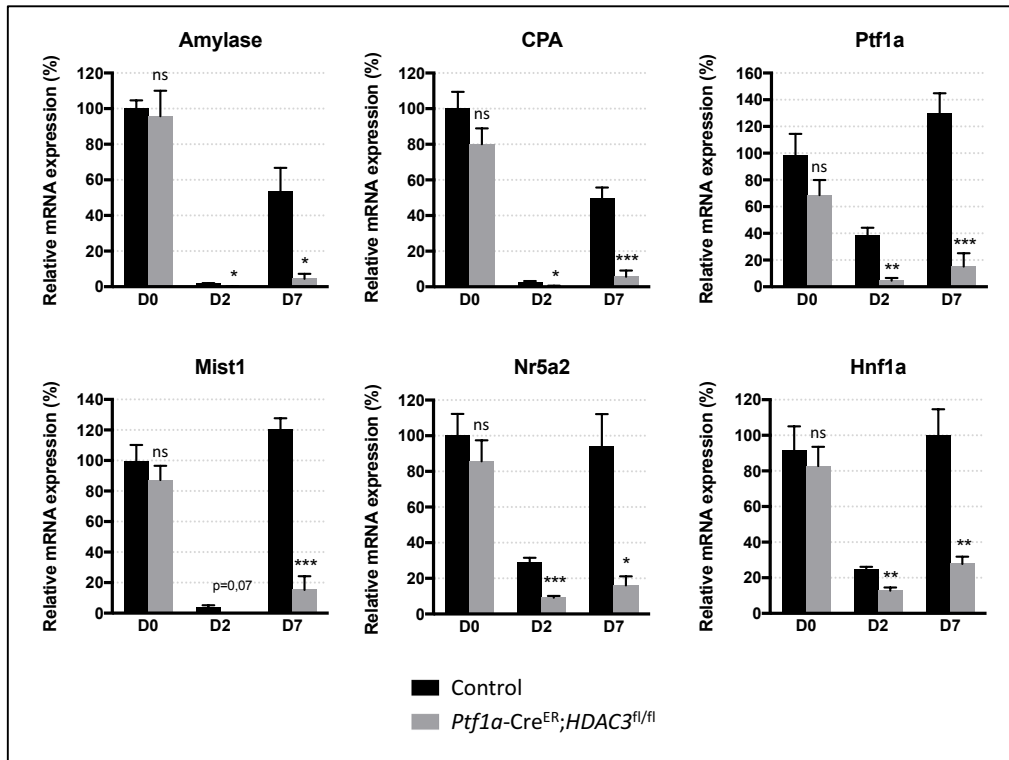 Amylase
Relative mRNA expression (%)
120
100
80
60
40
20
0
ns
*
*
D0 D2 D7
CPA
Relative mRNA expression (%)
120
100
80
60
40
20
0
ns
*
***
D0 D2 D7
Ptf1a
Relative mRNA expression (%)
160
140
120
100
80
60
40
20
0
ns
**
***
D0 D2 D7
Mist1
Relative mRNA expression (%)
140
120
100
80
60
40
20
0
ns
p=0,07
***
D0 D2 D7
Nr5a2
Relative mRNA expression (%)
120
100
80
60
40
20
0
ns
***
*
D0 D2 D7
Hnf1a
Relative mRNA expression (%)
120
100
80
60
40
20
0
ns
**
**
D0 D2 D7
Control
Ptf1a-Cre^ER;HDAC3^fl/fl